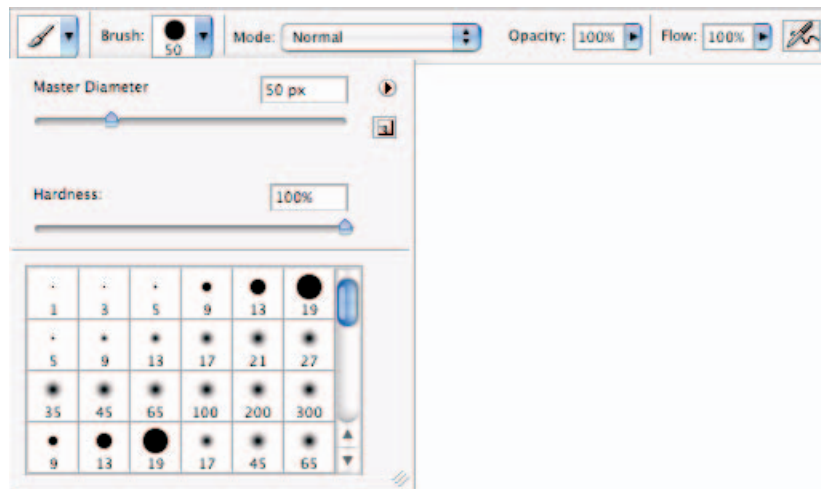 Brush: 50 Mode: Normal Opacity: 100% Flow: 100%
Master Diameter 50 px
Hardness: 100%
1 3 5 9 13 19
5 9 13 17 21 27
35 45 65 100 200 300
9 13 19 17 45 65